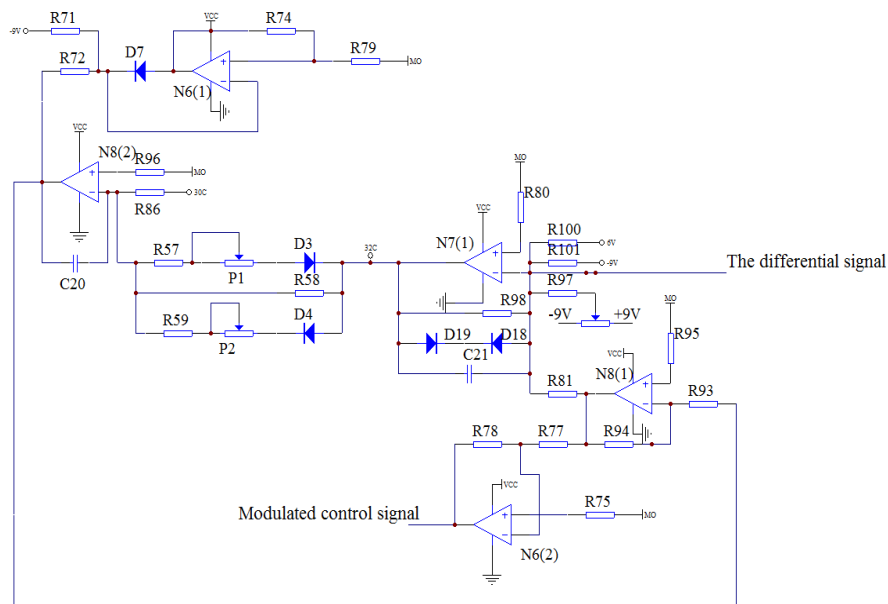 R71
-9V
VCC
R74
R72
D7
R79
MO
N6(1)
VCC
N8(2)
R96
MO
R86
30C
MO
R80
VCC
N7(1)
R100
6V
R101
-9V
The differential signal
R57
D3
32C
P1
C20
R58
R98
R97
-9V
+9V
MO
R59
D4
P2
D19
D18
C21
R95
VCC
N8(1)
R81
R93
R78
R77
R94
VCC
Modulated control signal
R75
MO
N6(2)